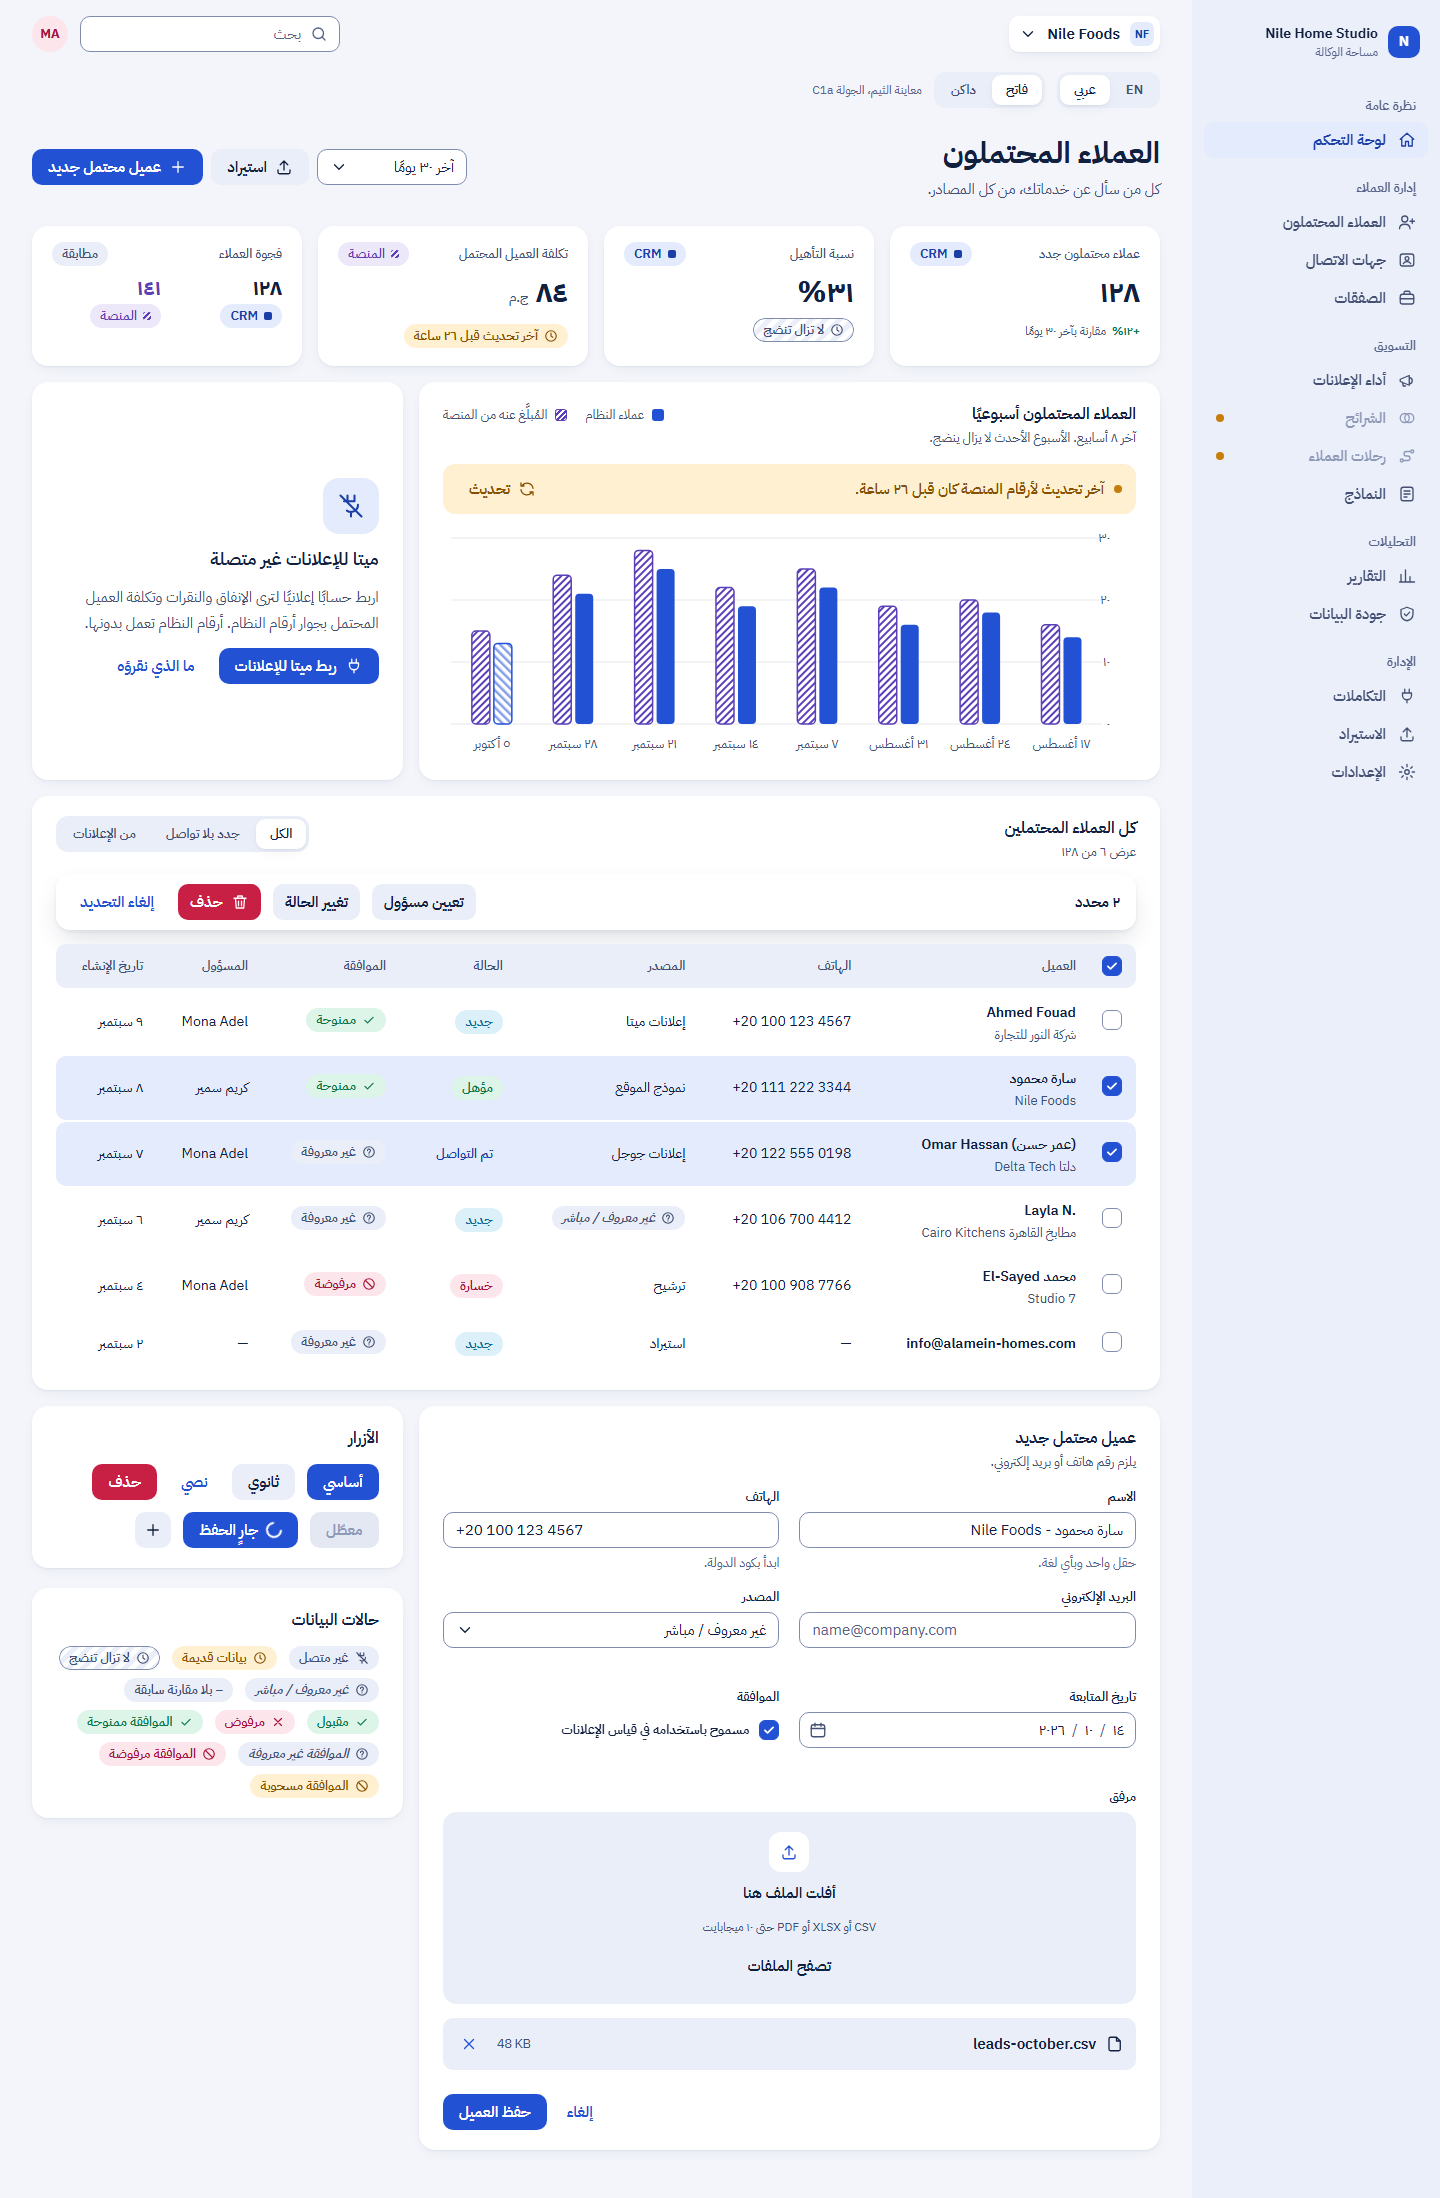 Nile Home Studio
مساحة الوكالة
N
نظرة عامة
لوحة التحكم
إدارة العملاء
العملاء المحتملون
جهات الاتصال
الصفقات
التسويق
أداء الإعلانات
الشرائح
رحلات العملاء
النماذج
التحليلات
التقارير
جودة البيانات
الإدارة
التكاملات
الاستيراد
الإعدادات
NF Nile Foods
بحث
MA
EN عربي
فاتح داكن
معاينة الثيم، الجولة C1a
العملاء المحتملون
كل من سأل عن خدماتك، من كل المصادر.
آخر ٣٠ يومًا
استيراد
عميل محتمل جديد
عملاء محتملون جدد CRM
١٢٨
+١٢% مقارنة بآخر ٣٠ يومًا
نسبة التأهيل CRM
٣١%
لا تزال تنضج
تكلفة العميل المحتمل المنصة
٨٤ ج.م
آخر تحديث قبل ٢٦ ساعة
فجوة العملاء مطابقة
١٢٨ ١٤١
CRM المنصة
العملاء المحتملون أسبوعيًا
عملاء النظام المُبلَّغ عنه من المنصة
آخر ٨ أسابيع. الأسبوع الأحدث لا يزال ينضج.
آخر تحديث لأرقام المنصة كان قبل ٢٦ ساعة.
تحديث
٣٠
٢٠
١٠
٠
١٧ أغسطس ٢٤ أغسطس ٣١ أغسطس ٧ سبتمبر ١٤ سبتمبر ٢١ سبتمبر ٢٨ سبتمبر ٥ أكتوبر
ميتا للإعلانات غير متصلة
اربط حسابًا إعلانيًا لترى الإنفاق والنقرات وتكلفة العميل
المحتمل بجوار أرقام النظام. أرقام النظام تعمل بدونها.
ربط ميتا للإعلانات
ما الذي نقرؤه
كل العملاء المحتملين
عرض ٦ من ١٢٨
الكل جدد بلا تواصل من الإعلانات
٢ محدد
تعيين مسؤول تغيير الحالة حذف إلغاء التحديد
العميل الهاتف المصدر الحالة الموافقة المسؤول تاريخ الإنشاء
Ahmed Fouad
شركة النور للتجارة
+20 100 123 4567 إعلانات ميتا جديد ممنوحة Mona Adel ٩ سبتمبر
سارة محمود
Nile Foods
+20 111 222 3344 نموذج الموقع مؤهل ممنوحة كريم سمير ٨ سبتمبر
Omar Hassan (عمر حسن)
دلتا Delta Tech
+20 122 555 0198 إعلانات جوجل تم التواصل غير معروفة Mona Adel ٧ سبتمبر
Layla N.
مطابخ القاهرة Cairo Kitchens
+20 106 700 4412 غير معروف / مباشر جديد غير معروفة كريم سمير ٦ سبتمبر
محمد El-Sayed
Studio 7
+20 100 908 7766 ترشيح خسارة مرفوضة Mona Adel ٤ سبتمبر
info@alamein-homes.com — استيراد جديد غير معروفة — ٢ سبتمبر
عميل محتمل جديد
يلزم رقم هاتف أو بريد إلكتروني.
الاسم الهاتف
سارة محمود - Nile Foods
+20 100 123 4567
حقل واحد وبأي لغة.
ابدأ بكود الدولة.
البريد الإلكتروني المصدر
name@company.com
غير معروف / مباشر
تاريخ المتابعة الموافقة
١٤ / ١٠ / ٢٠٢٦
مسموح باستخدامه في قياس الإعلانات
مرفق
أفلت الملف هنا
CSV أو XLSX أو PDF حتى ١٠ ميجابايت
تصفح الملفات
leads-october.csv 48 KB
إلغاء حفظ العميل
الأزرار
أساسي ثانوي نصي حذف
معطّل جارٍ الحفظ
حالات البيانات
غير متصل بيانات قديمة لا تزال تنضج
غير معروف / مباشر – بلا مقارنة سابقة
مقبول مرفوض الموافقة ممنوحة
الموافقة غير معروفة الموافقة مرفوضة
الموافقة مسحوبة